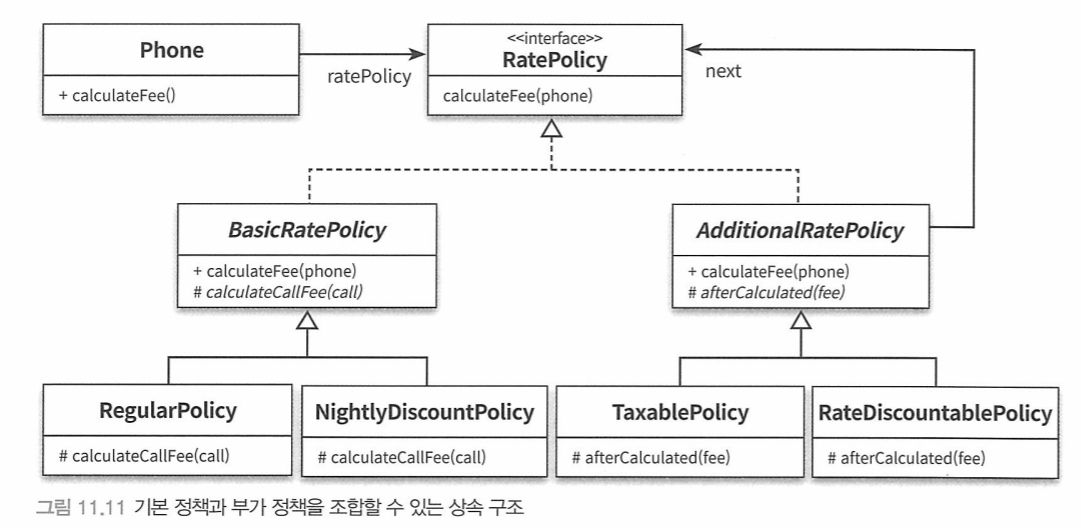 Phone
+ calculateFee()
ratePolicy
<<interface>>
RatePolicy
calculateFee(phone)
next
BasicRatePolicy
+ calculateFee(phone)
# calculateCallFee(call)
AdditionalRatePolicy
+ calculateFee(phone)
# afterCalculated(fee)
RegularPolicy
# calculateCallFee(call)
NightlyDiscountPolicy
# calculateCallFee(call)
TaxablePolicy
# afterCalculated(fee)
RateDiscountablePolicy
# afterCalculated(fee)
그림 11.11 기본 정책과 부가 정책을 조합할 수 있는 상속 구조